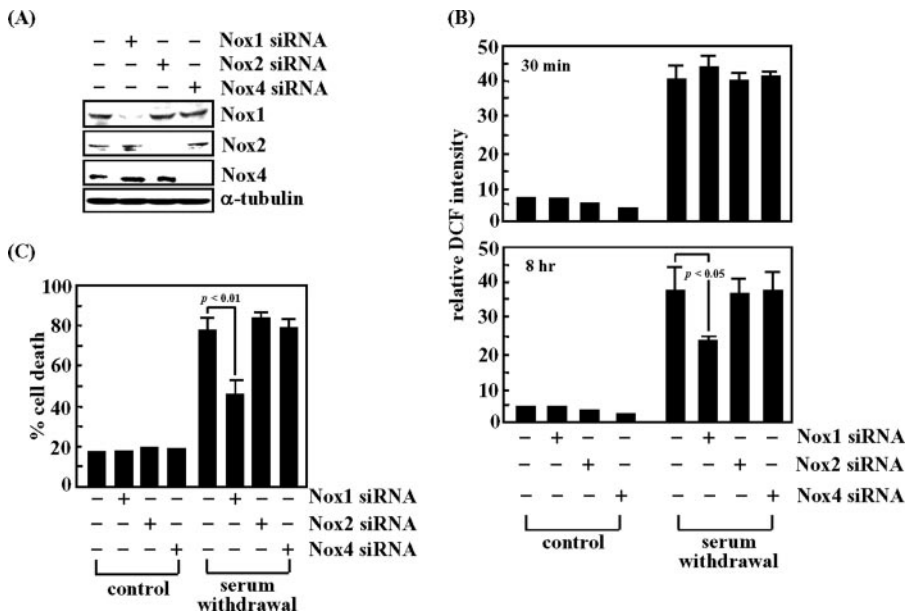 (A)
– + – – Nox1 siRNA
– – + – Nox2 siRNA
– – – + Nox4 siRNA
Nox1
Nox2
Nox4
α-tubulin
(B)
relative DCF intensity
30 min
50
40
30
20
10
0
8 hr
p < 0.05
50
40
30
20
10
0
– + – – – + – – Nox1 siRNA
– – + – – – + – Nox2 siRNA
– – – + – – – + Nox4 siRNA
control
serum
withdrawal
(C)
% cell death
100
80
60
40
20
0
p < 0.01
– + – – – + – – Nox1 siRNA
– – + – – – + – Nox2 siRNA
– – – + – – – + Nox4 siRNA
control
serum
withdrawal